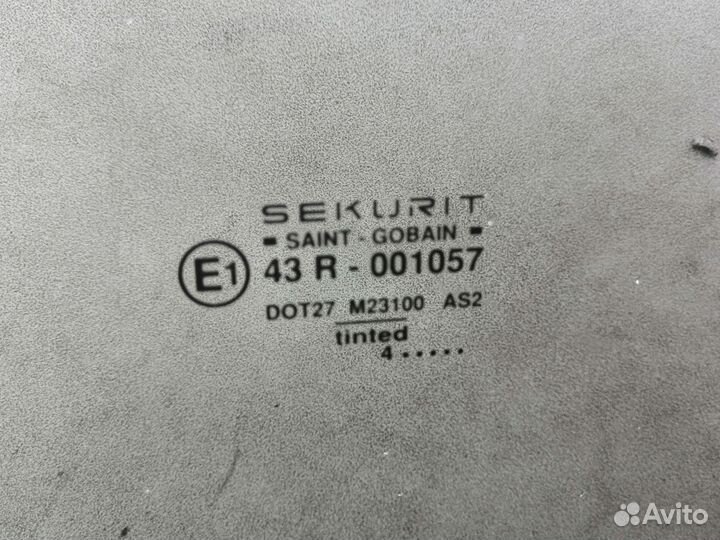 SEKURIT
SAINT - GOBAIN
E1 43 R - 001057
DOT27 M23100 AS2
tinted
4 .....
Avito